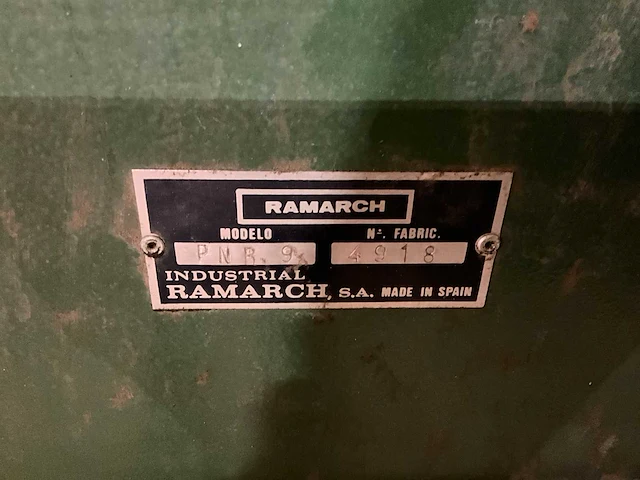 RAMARCH
MODELO Nº. FABRIC.
PNR.9 4918
INDUSTRIAL
RAMARCH, S.A. MADE IN SPAIN